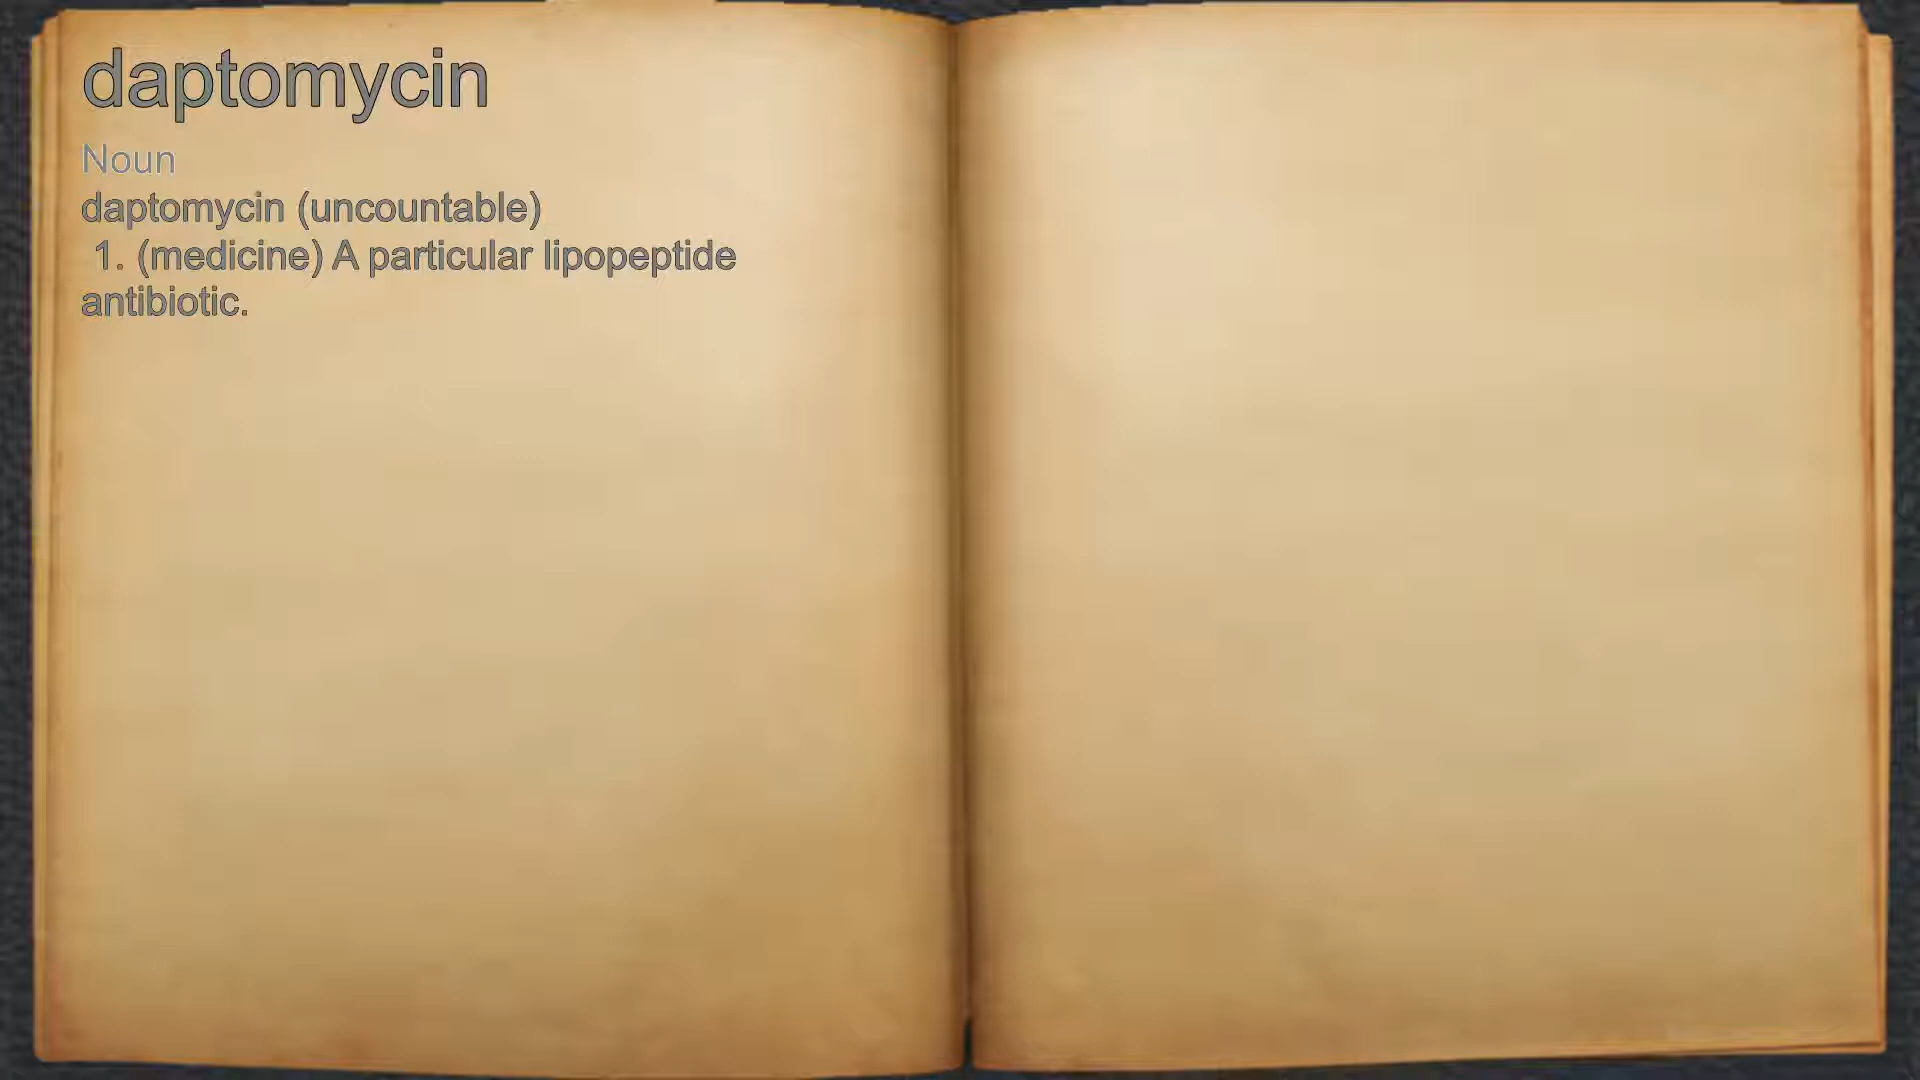 daptomycin
Noun
daptomycin (uncountable)
1. (medicine) A particular lipopeptide
antibiotic.